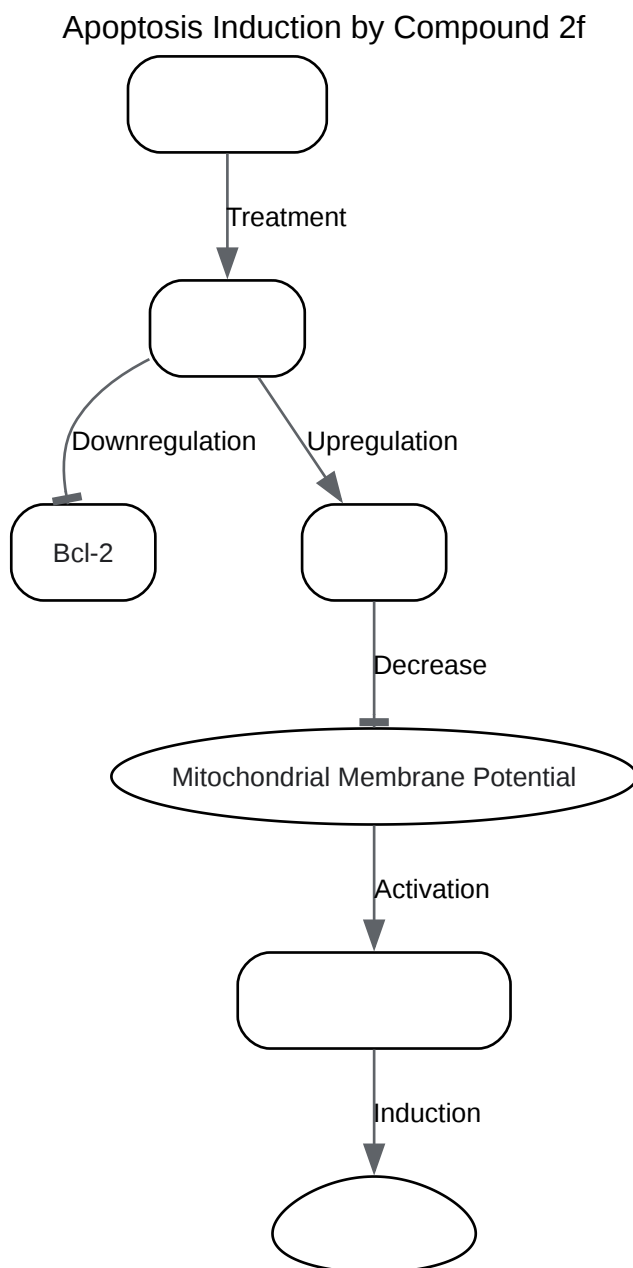 Apoptosis Induction by Compound 2f
Treatment
Downregulation
Upregulation
Bcl-2
Decrease
Mitochondrial Membrane Potential
Activation
Induction